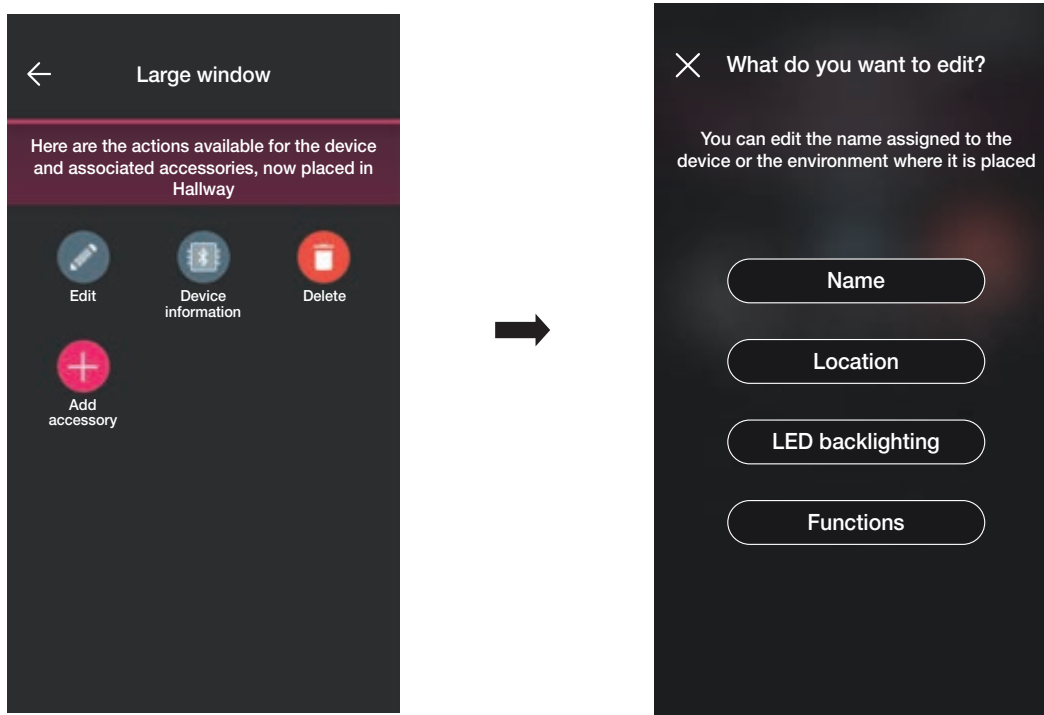 Large window
Here are the actions available for the device
and associated accessories, now placed in
Hallway
Edit
Device
information
Delete
Add
accessory
What do you want to edit?
You can edit the name assigned to the
device or the environment where it is placed
Name
Location
LED backlighting
Functions